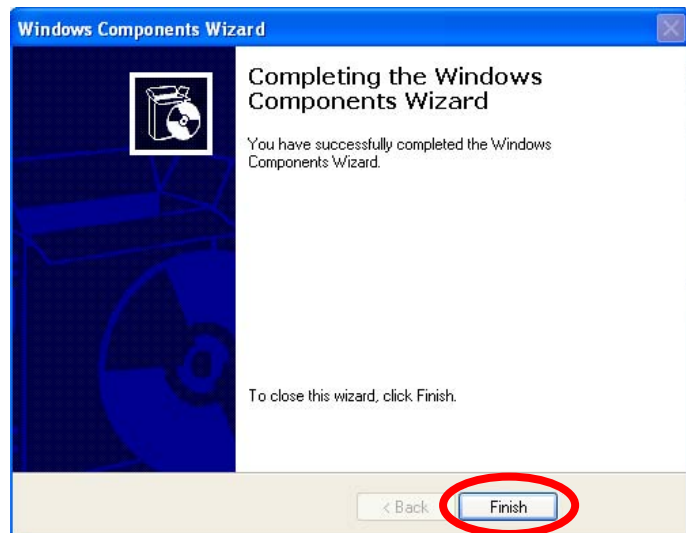 Windows Components Wizard
Completing the Windows
Components Wizard
You have successfully completed the Windows
Components Wizard.
To close this wizard, click Finish.
< Back
Finish